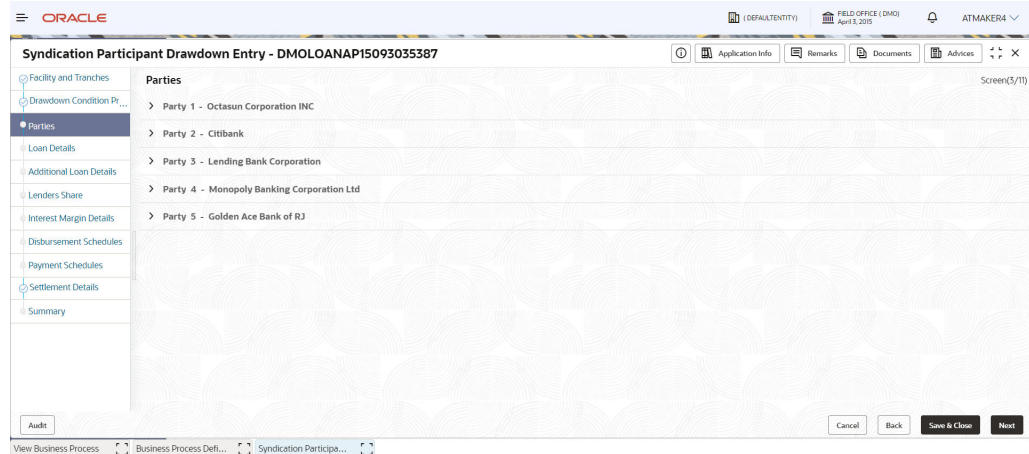 ORACLE
( DEFAULTENTITY)
FIELD OFFICE ( DMO)
April 3, 2015
ATMAKER4
Syndication Participant Drawdown Entry - DMOLOANAP15093035387
Application Info
Remarks
Documents
Advices
Facility and Tranches
Drawdown Condition Pr...
Parties
Loan Details
Additional Loan Details
Lenders Share
Interest Margin Details
Disbursement Schedules
Payment Schedules
Settlement Details
Summary
Parties
Screen(3/11)
Party 1 - Octasun Corporation INC
Party 2 - Citibank
Party 3 - Lending Bank Corporation
Party 4 - Monopoly Banking Corporation Ltd
Party 5 - Golden Ace Bank of RJ
Audit
Cancel
Back
Save & Close
Next
View Business Process
Business Process Defi...
Syndication Participa...